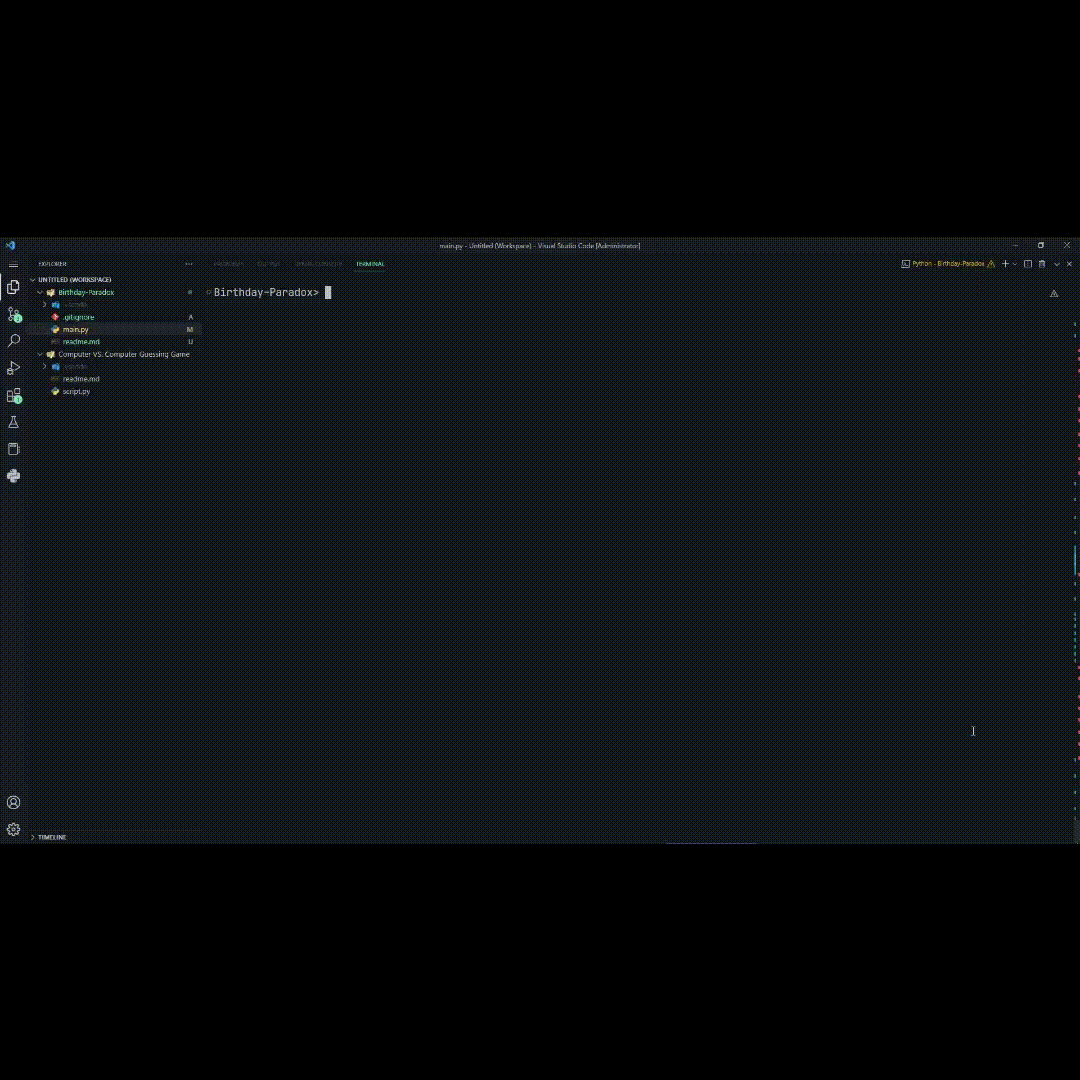 main.py - Untitled (Workspace) - Visual Studio Code [Administrator]
EXPLORER
PROBLEMS OUTPUT DEBUG CONSOLE TERMINAL
Python - Birthday-Paradox
UNTITLED (WORKSPACE)
Birthday-Paradox
.vscode
.gitignore A
main.py M
readme.md U
Computer VS. Computer Guessing Game
.vscode
readme.md
script.py
Birthday-Paradox>
TIMELINE